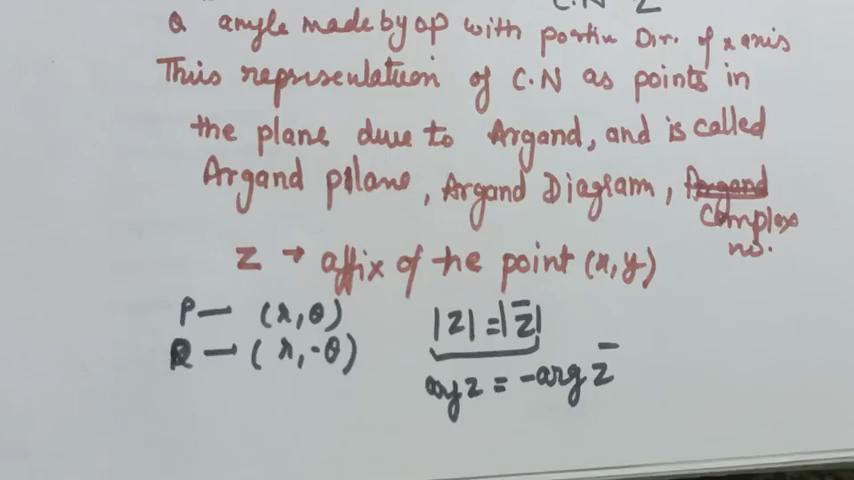 C.N Z
θ angle made by op with positive Dir. of x axis
This representation of C.N as points in
the plane due to Argand, and is called
Argand plane, Argand Diagram, Argand
Complex
no.
Z → affix of the point (x, y)
P — (r, θ)
|z| = |z̄|
Q — (r, -θ)
arg z = -arg z̄